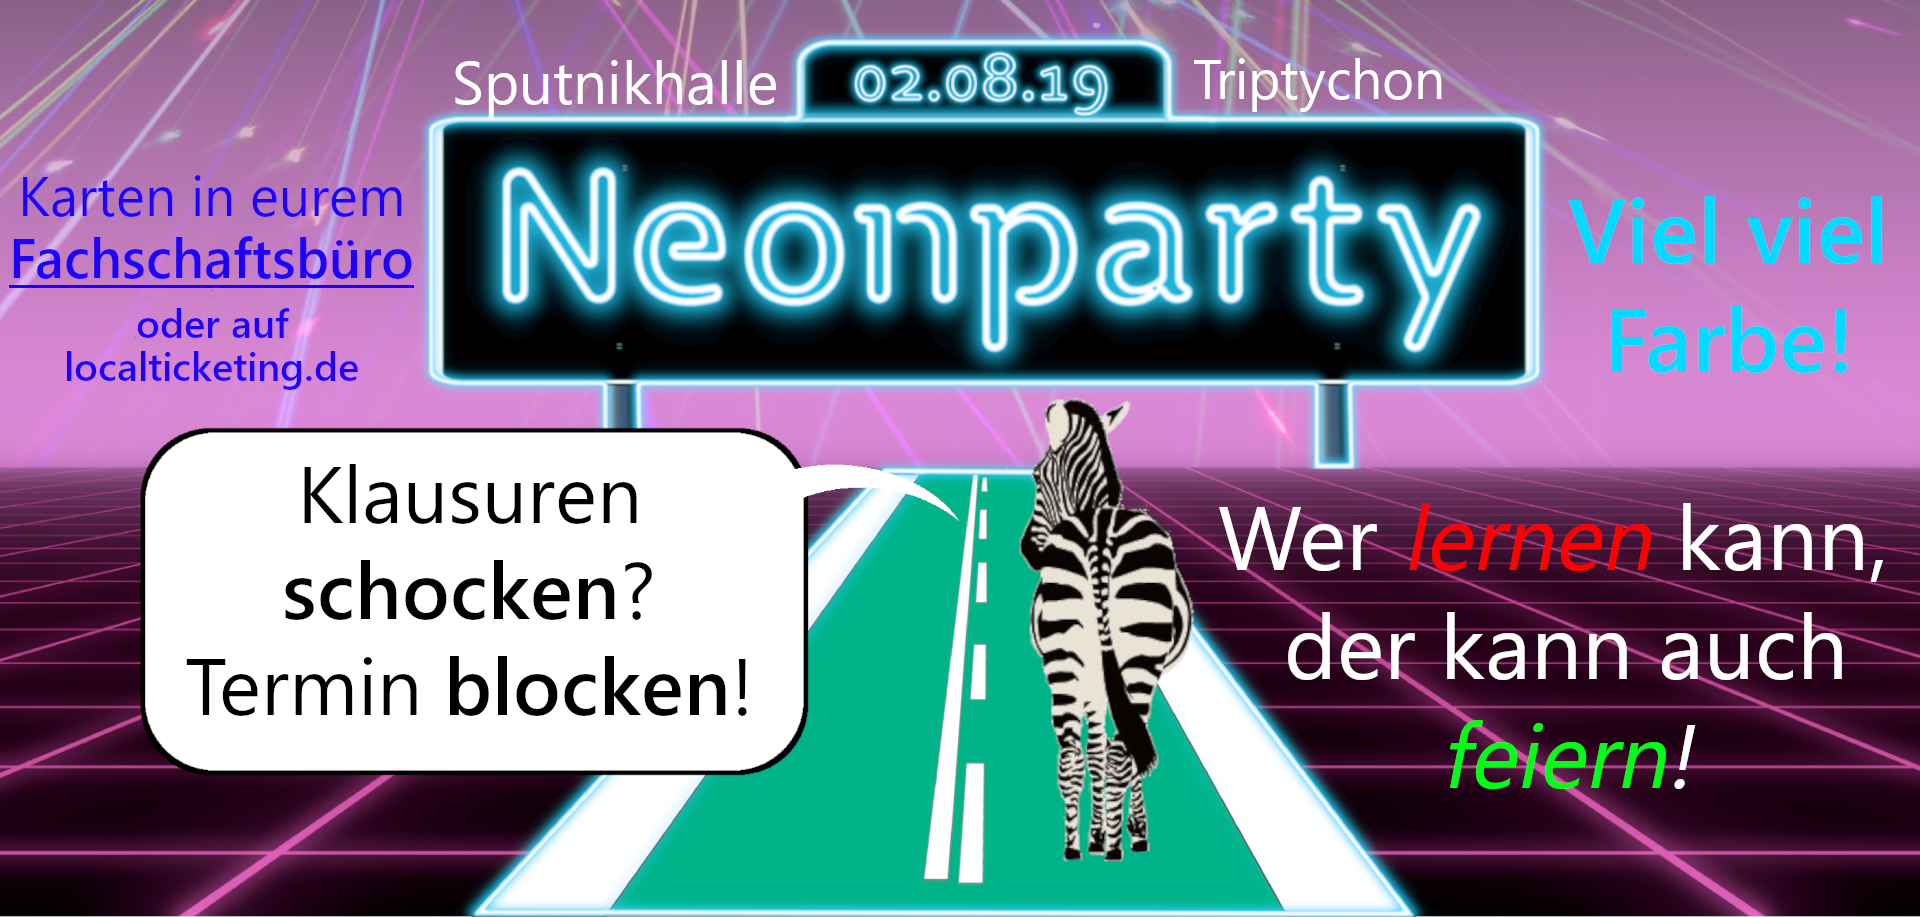 Sputnikhalle
02.08.19
Triptychon
Neonparty
Karten in eurem
Fachschaftsbüro
oder auf
localticketing.de
Viel viel
Farbe!
Klausuren
schocken?
Termin blocken!
Wer lernen kann,
der kann auch
feiern!